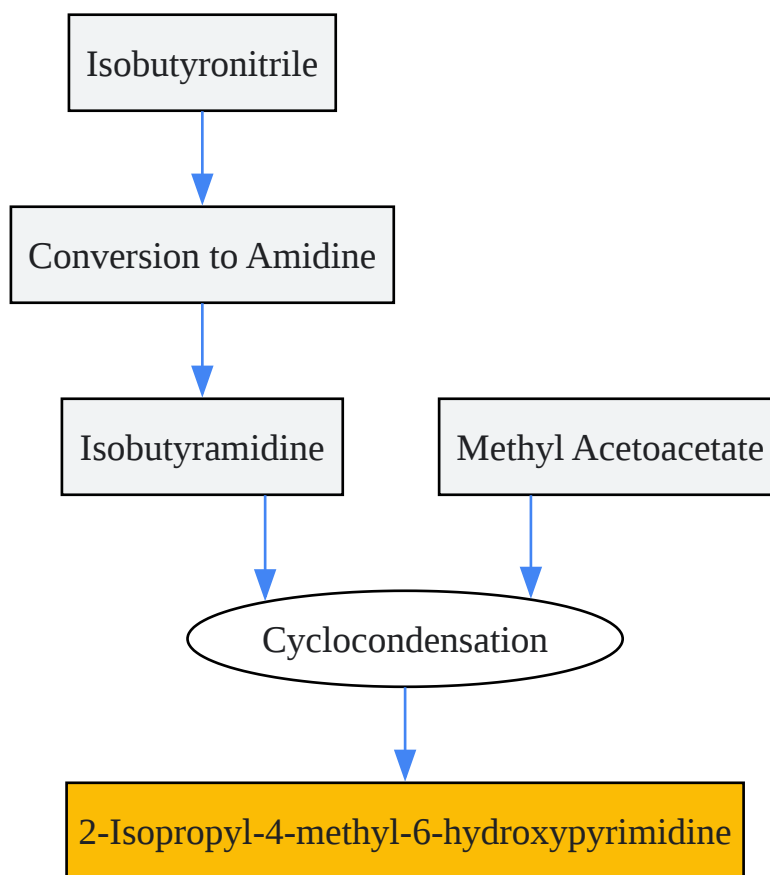 Isobutyronitrile
Conversion to Amidine
Isobutyramidine
Methyl Acetoacetate
Cyclocondensation
2-Isopropyl-4-methyl-6-hydroxypyrimidine